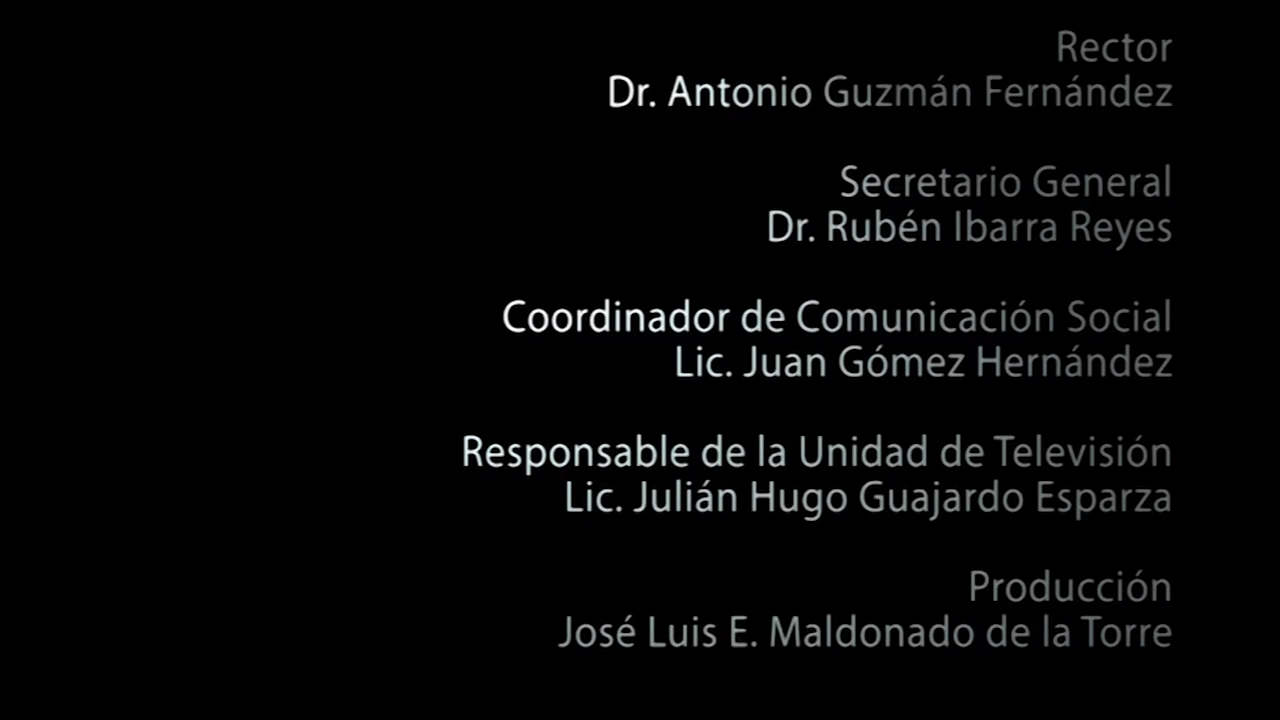 Rector
Dr. Antonio Guzmán Fernández
Secretario General
Dr. Rubén Ibarra Reyes
Coordinador de Comunicación Social
Lic. Juan Gómez Hernández
Responsable de la Unidad de Televisión
Lic. Julián Hugo Guajardo Esparza
Producción
José Luis E. Maldonado de la Torre